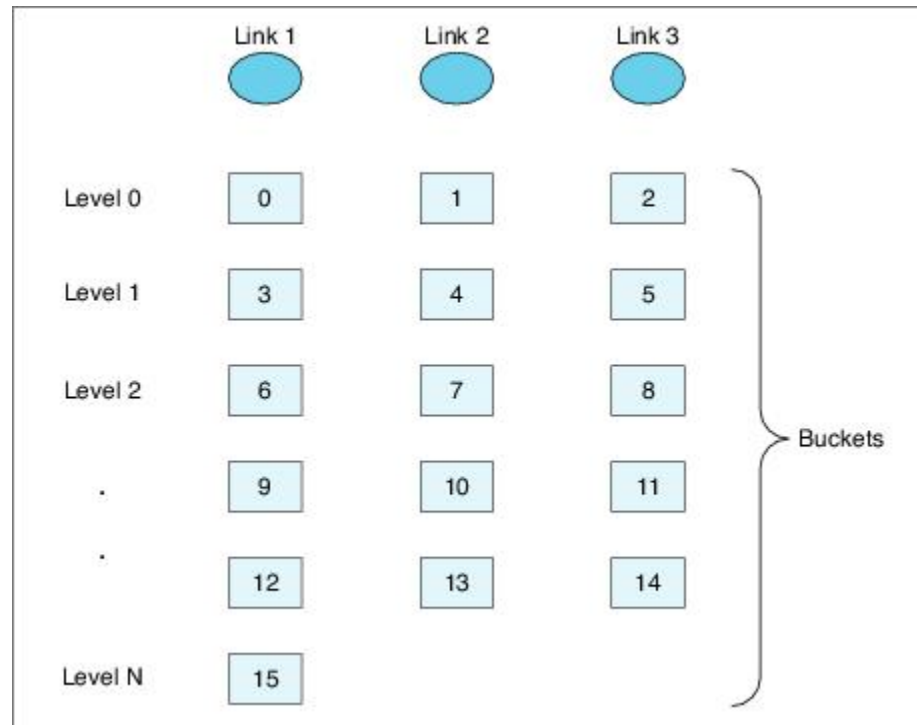 Link 1 Link 2 Link 3
Level 0 0 1 2
Level 1 3 4 5
Level 2 6 7 8
Buckets
. 9 10 11
. 12 13 14
Level N 15